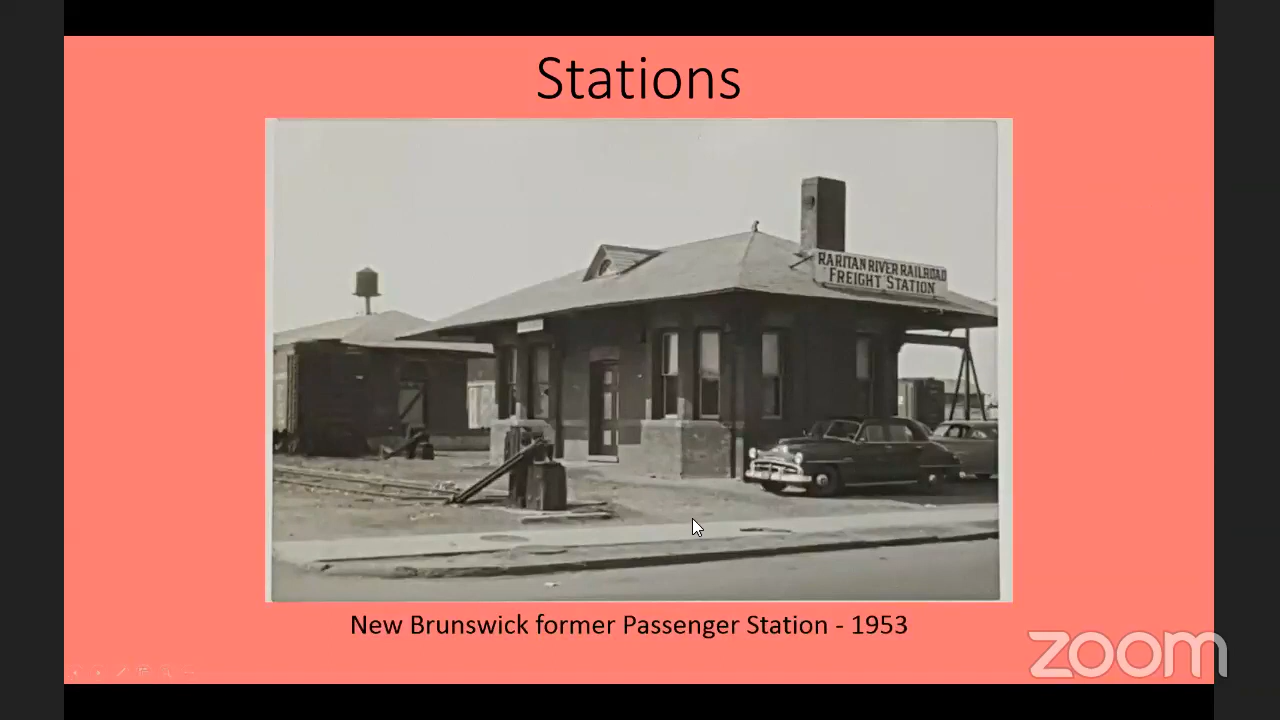 Stations
RARITAN RIVER RAILROAD
FREIGHT STATION
New Brunswick former Passenger Station - 1953
zoom